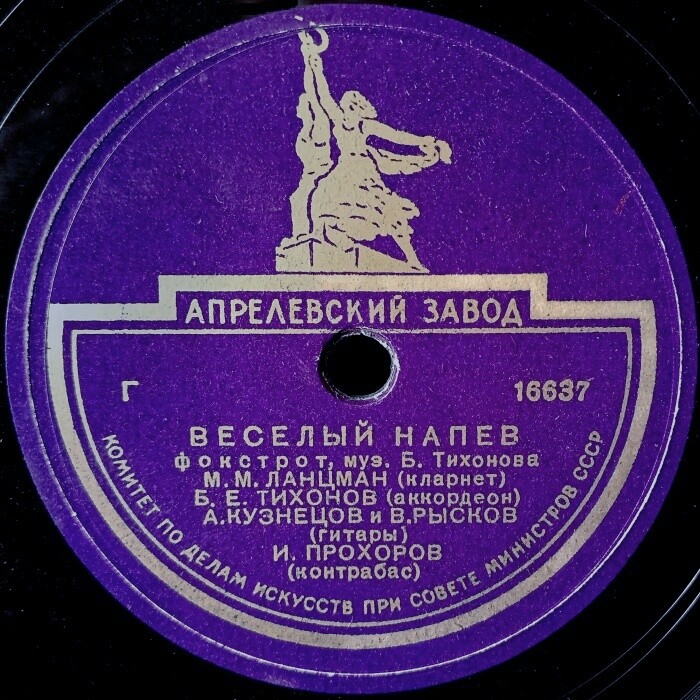 АПРЕЛЕВСКИЙ ЗАВОД
Г 16637
ВЕСЕЛЫЙ НАПЕВ
фокстрот, муз. Б. Тихонова
М. М. ЛАНЦМАН (кларнет)
Б. Е. ТИХОНОВ (аккордеон)
А. КУЗНЕЦОВ и В. РЫСКОВ
(гитары)
И. ПРОХОРОВ
(контрабас)
КОМИТЕТ ПО ДЕЛАМ ИСКУССТВ ПРИ СОВЕТЕ МИНИСТРОВ СССР